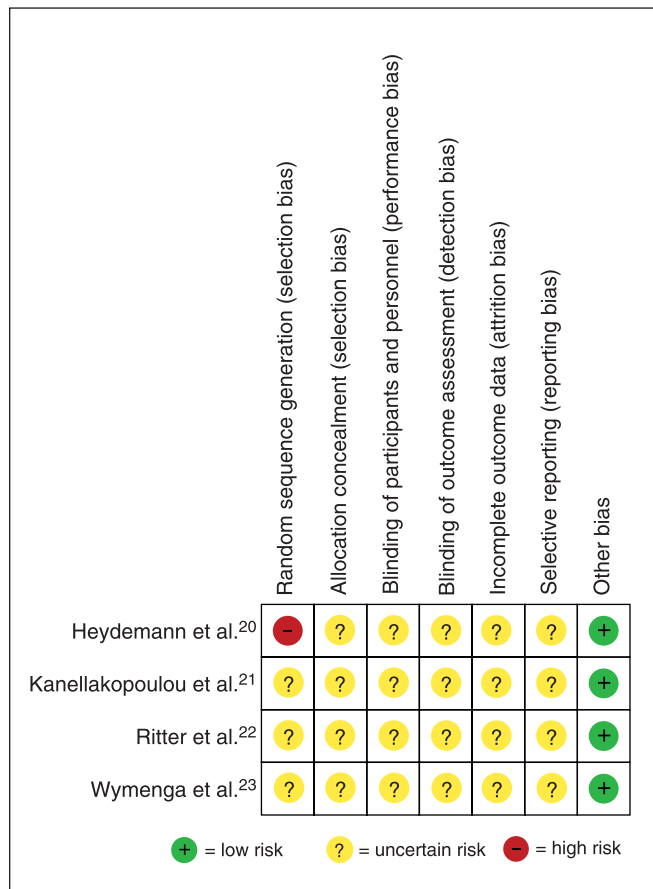 Random sequence generation (selection bias)
Allocation concealment (selection bias)
Blinding of participants and personnel (performance bias)
Blinding of outcome assessment (detection bias)
Incomplete outcome data (attrition bias)
Selective reporting (reporting bias)
Other bias
Heydemann et al.20 - ? ? ? ? ? +
Kanellakopoulou et al.21 ? ? ? ? ? ? +
Ritter et al.22 ? ? ? ? ? ? +
Wymenga et al.23 ? ? ? ? ? ? +
+ = low risk ? = uncertain risk - = high risk